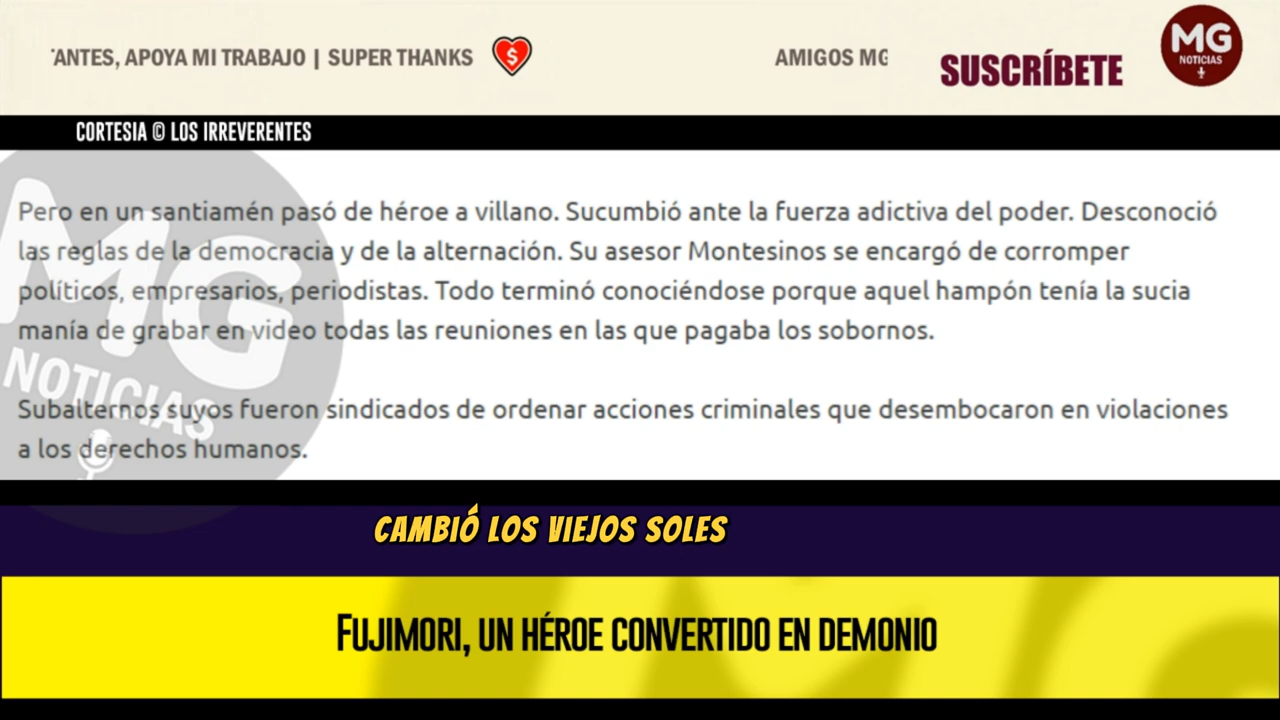 'ANTES, APOYA MI TRABAJO | SUPER THANKS
$
AMIGOS MG
SUSCRÍBETE
MG
NOTICIAS
CORTESIA © LOS IRREVERENTES
Pero en un santiamén pasó de héroe a villano. Sucumbió ante la fuerza adictiva del poder. Desconoció
las reglas de la democracia y de la alternación. Su asesor Montesinos se encargó de corromper
políticos, empresarios, periodistas. Todo terminó conociéndose porque aquel hampón tenía la sucia
manía de grabar en video todas las reuniones en las que pagaba los sobornos.
Subalternos suyos fueron sindicados de ordenar acciones criminales que desembocaron en violaciones
a los derechos humanos.
MG
NOTICIAS
CAMBIÓ LOS VIEJOS SOLES
FUJIMORI, UN HÉROE CONVERTIDO EN DEMONIO